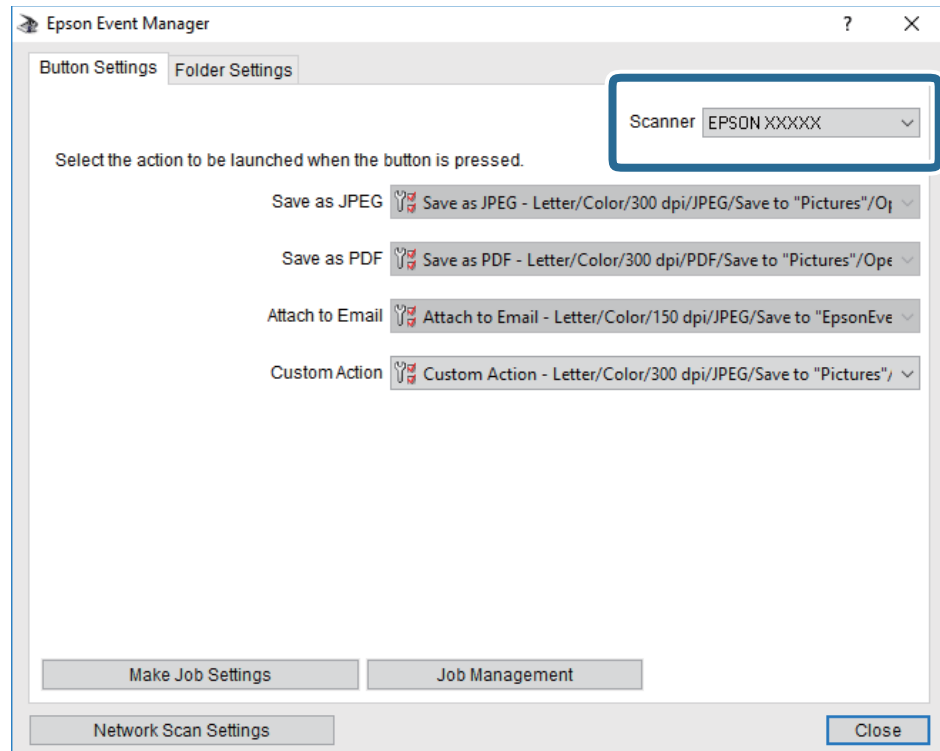 Epson Event Manager
Button Settings Folder Settings
Scanner EPSON XXXXX
Select the action to be launched when the button is pressed.
Save as JPEG Save as JPEG - Letter/Color/300 dpi/JPEG/Save to "Pictures"/Op
Save as PDF Save as PDF - Letter/Color/300 dpi/PDF/Save to "Pictures"/Ope
Attach to Email Attach to Email - Letter/Color/150 dpi/JPEG/Save to "EpsonEve
Custom Action Custom Action - Letter/Color/300 dpi/JPEG/Save to "Pictures"/
Make Job Settings Job Management
Network Scan Settings Close